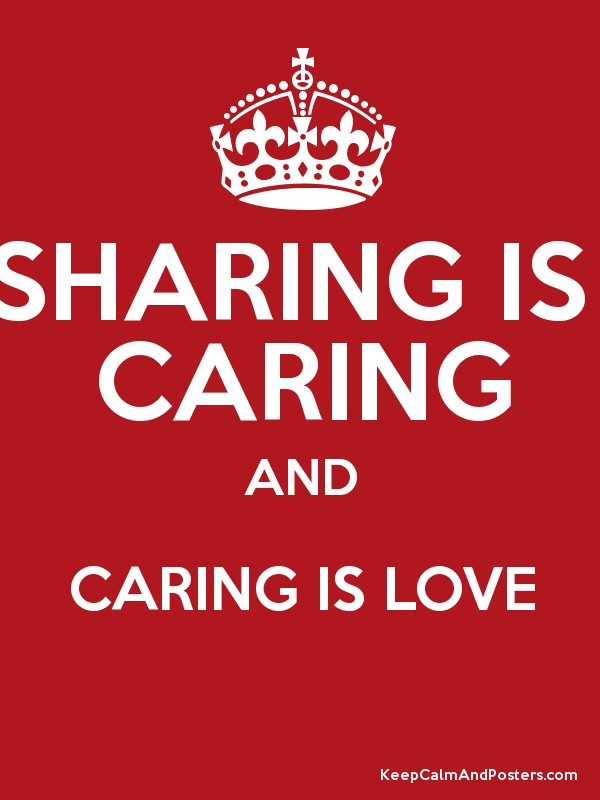 SHARING IS
CARING
AND
CARING IS LOVE
KeepCalmAndPosters.com